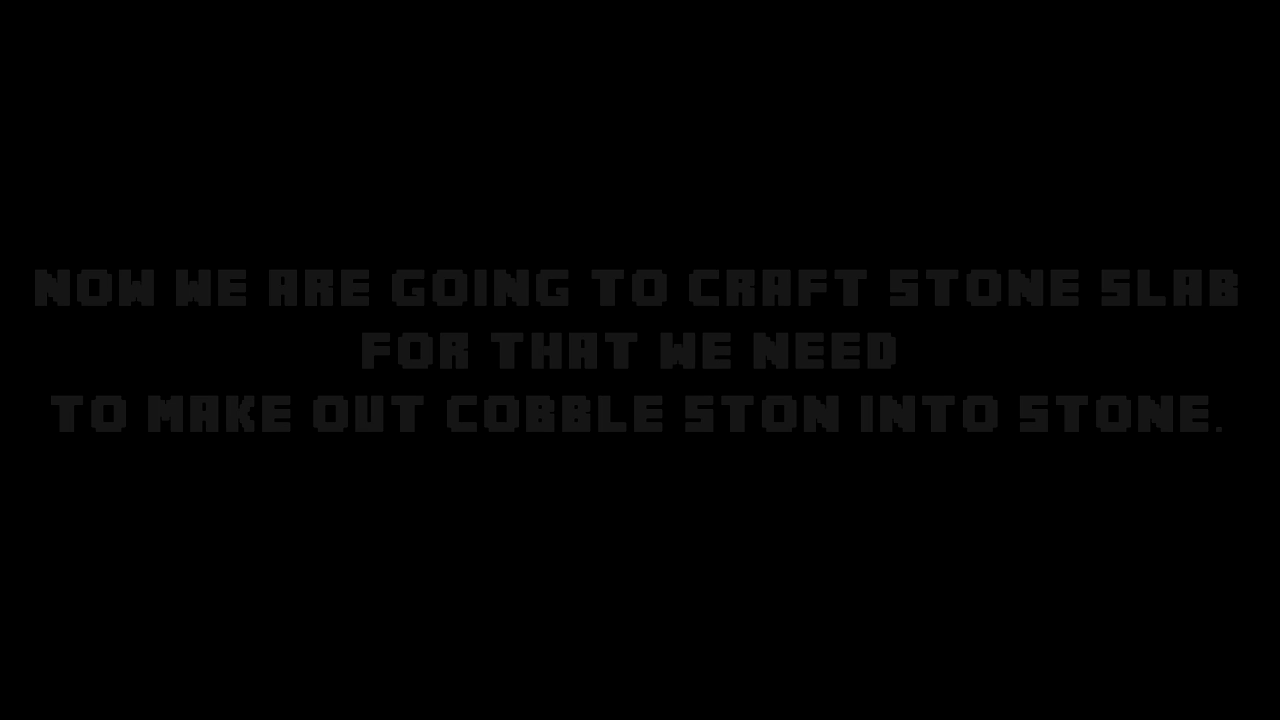 NOW WE ARE GOING TO CRAFT STONE SLAB
FOR THAT WE NEED
TO MAKE OUT COBBLE STON INTO STONE.